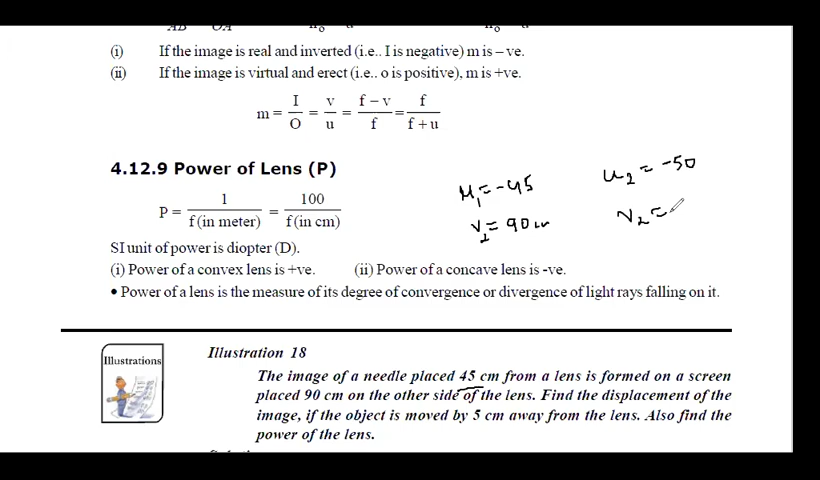 AB OA h₀ u h₀ u
(i) If the image is real and inverted (i.e.. I is negative) m is – ve.
(ii) If the image is virtual and erect (i.e.. o is positive), m is +ve.
m = I/O = v/u = (f – v)/f = f/(f + u)
4.12.9 Power of Lens (P)
P = 1/f (in meter) = 100/f (in cm)
u₁ = -45
v₂ = 90 cm
u₂ = -50
v₂ =
SI unit of power is diopter (D).
(i) Power of a convex lens is +ve. (ii) Power of a concave lens is -ve.
• Power of a lens is the measure of its degree of convergence or divergence of light rays falling on it.
Illustrations
Illustration 18
The image of a needle placed 45 cm from a lens is formed on a screen
placed 90 cm on the other side of the lens. Find the displacement of the
image, if the object is moved by 5 cm away from the lens. Also find the
power of the lens.